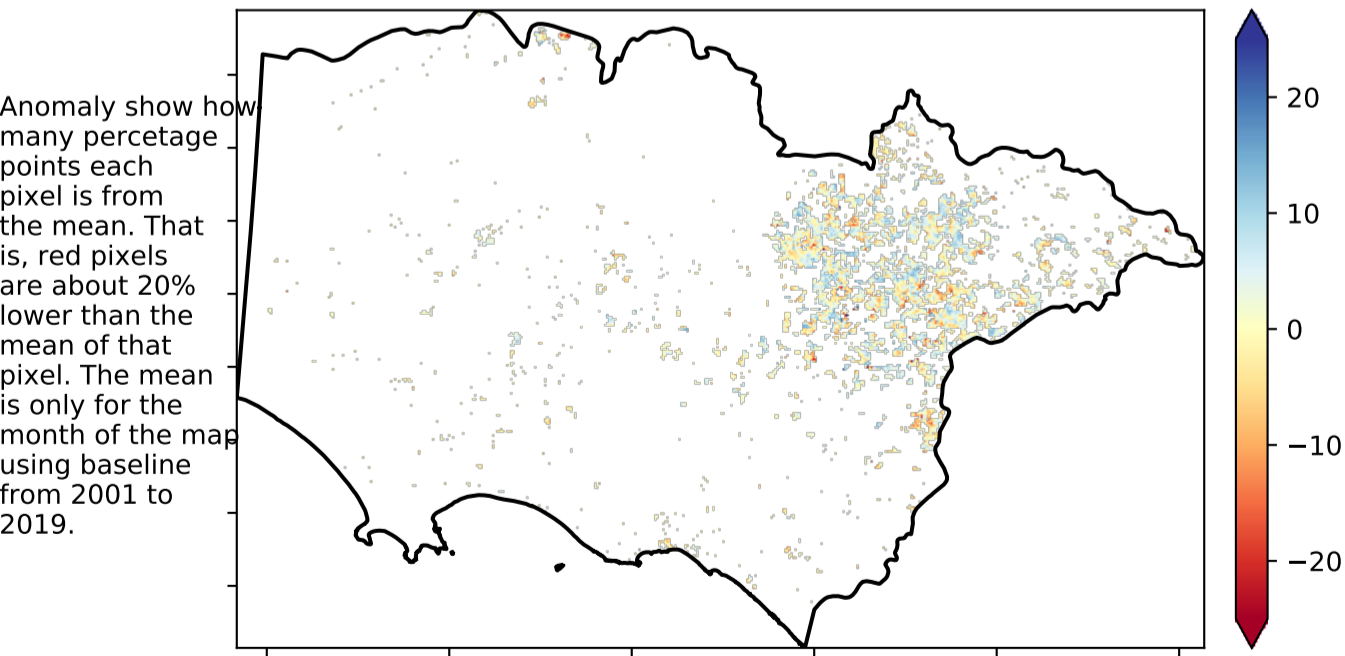 Anomaly show how
many percetage
points each
pixel is from
the mean. That
is, red pixels
are about 20%
lower than the
mean of that
pixel. The mean
is only for the
month of the map
using baseline
from 2001 to
2019.
20
10
0
−10
−20